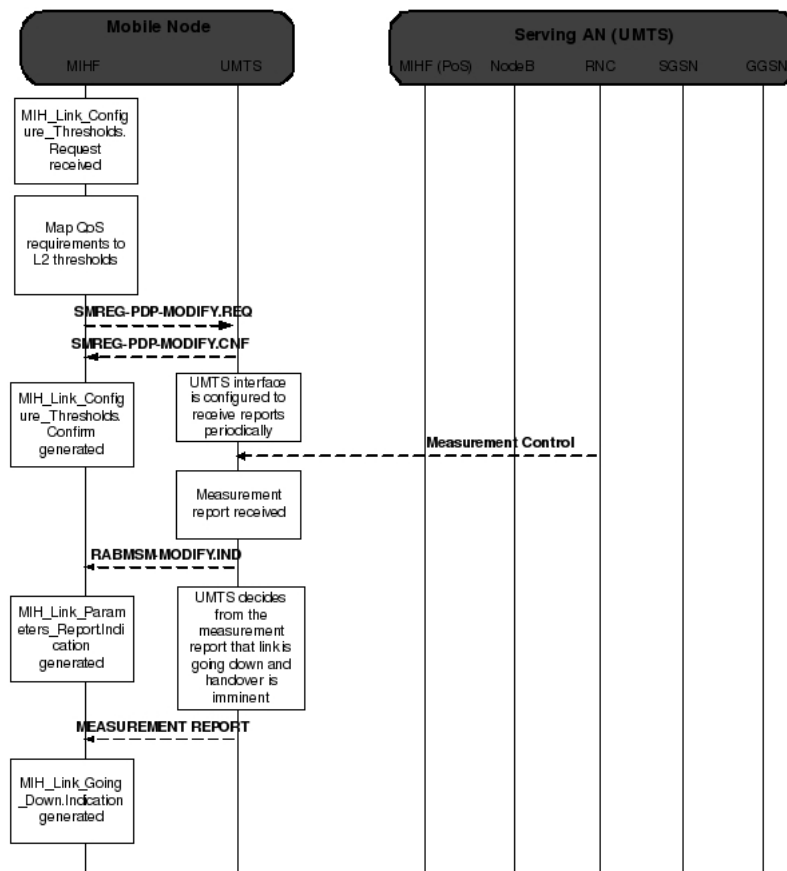 Mobile Node
Serving AN (UMTS)
MIHF
UMTS
MIHF (PoS)
NodeB
RNC
SGSN
GGSN
MIH_Link_Config
ure_Thresholds.
Request
received
Map QoS
requirements to
L2 thresholds
SMREG-PDP-MODIFY.REQ
SMREG-PDP-MODIFY.CNF
UMTS interface
is configured to
receive reports
periodically
MIH_Link_Config
ure_Thresholds.
Confirm
generated
Measurement Control
Measurement
report received
RABMSM-MODIFY.IND
MIH_Link_Param
eters_Report.Indi
cation
generated
UMTS decides
from the
measurement
report that link is
going down and
handover is
imminent
MEASUREMENT REPORT
MIH_Link_Going
_Down.Indication
generated